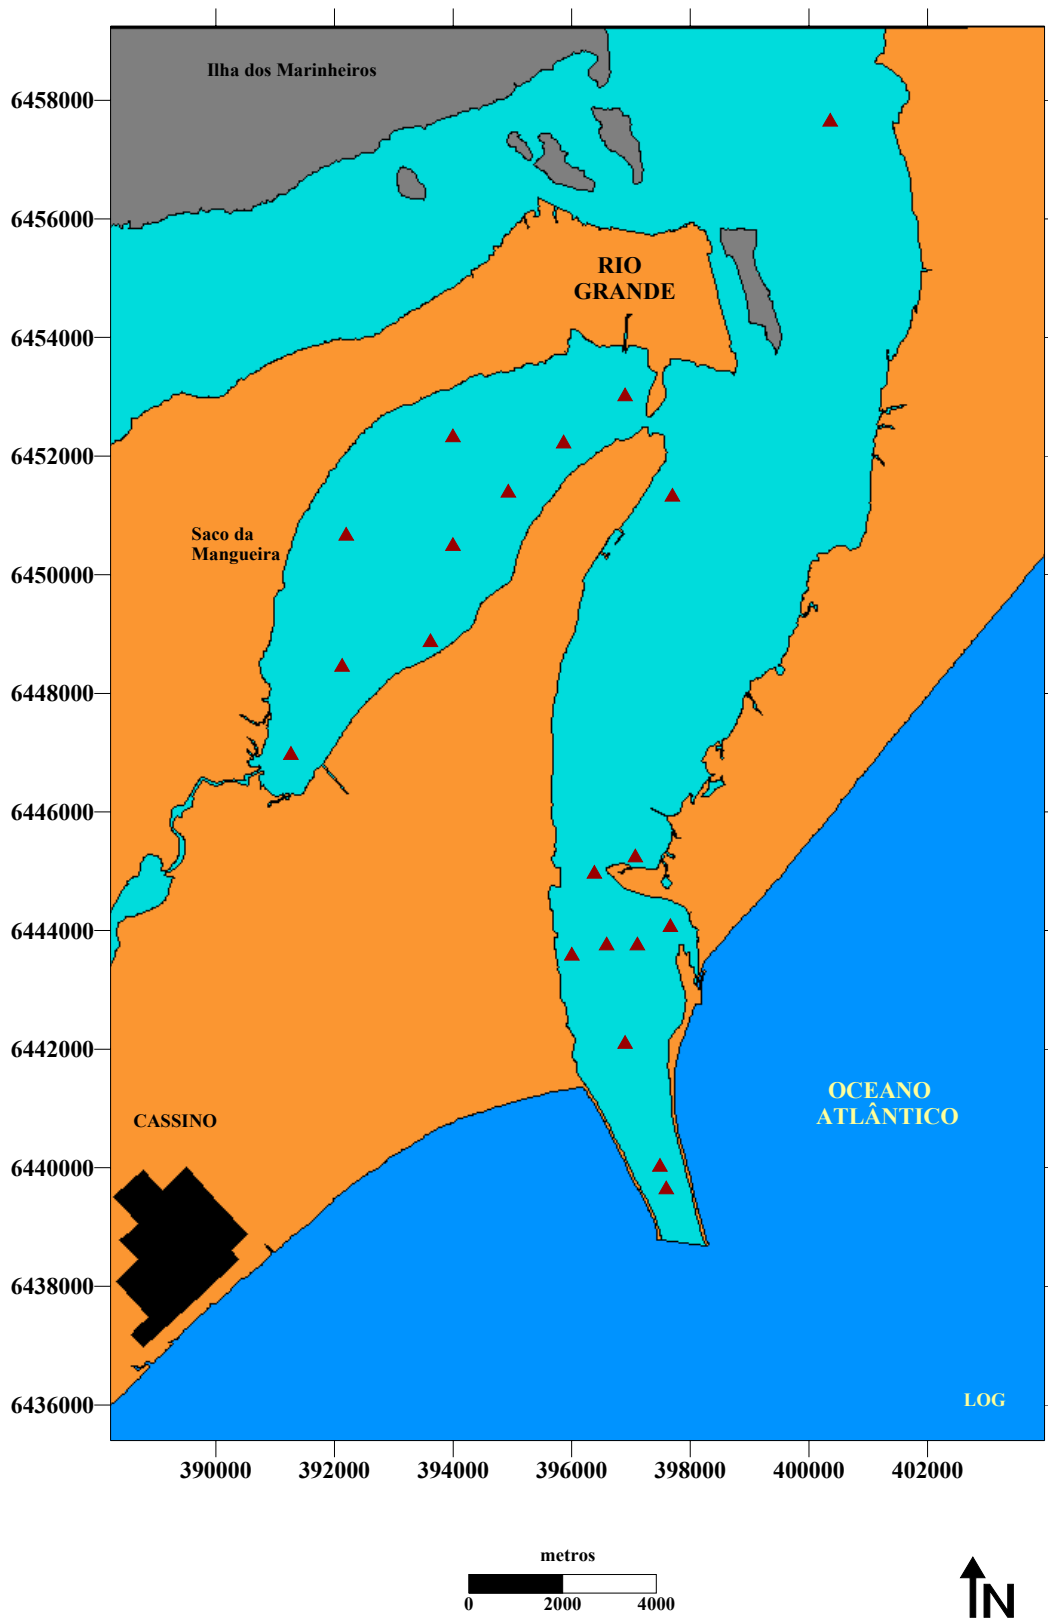 Ilha dos Marinheiros
6458000
6456000
RIO
GRANDE
6454000
6452000
Saco da
Mangueira
6450000
6448000
6446000
6444000
6442000
OCEANO
ATLÂNTICO
CASSINO
6440000
6438000
6436000
LOG
390000 392000 394000 396000 398000 400000 402000
metros
0 2000 4000
N